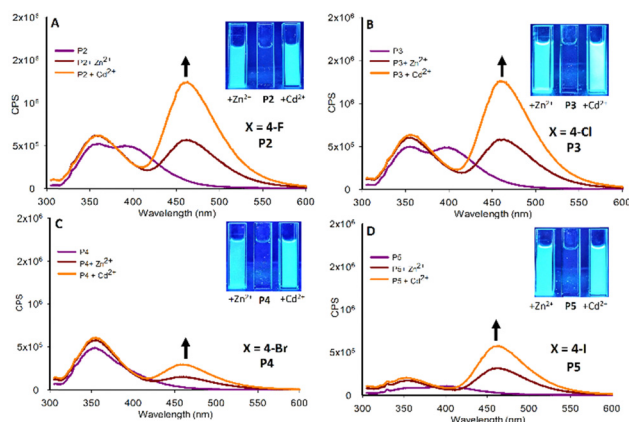 A
2x10⁶
2x10⁶
1x10⁶
5x10⁵
0
CPS
P2
P2 + Zn²⁺
P2 + Cd²⁺
+Zn²⁺ P2 +Cd²⁺
X = 4-F
P2
300 350 400 450 500 550 600
Wavelength (nm)
B
2x10⁶
2x10⁶
1x10⁶
5x10⁵
0
CPS
P3
P3 + Zn²⁺
P3 + Cd²⁺
+Zn²⁺ P3 +Cd²⁺
X = 4-Cl
P3
300 350 400 450 500 550 600
Wavelength (nm)
C
2x10⁶
2x10⁶
1x10⁶
5x10⁵
0
CPS
P4
P4 + Zn²⁺
P4 + Cd²⁺
+Zn²⁺ P4 +Cd²⁺
X = 4-Br
P4
300 350 400 450 500 550 600
Wavelength (nm)
D
2x10⁶
2x10⁶
1x10⁶
5x10⁵
0
CPS
P5
P5 + Zn²⁺
P5 + Cd²⁺
+Zn²⁺ P5 +Cd²⁺
X = 4-I
P5
300 350 400 450 500 550 600
Wavelength (nm)